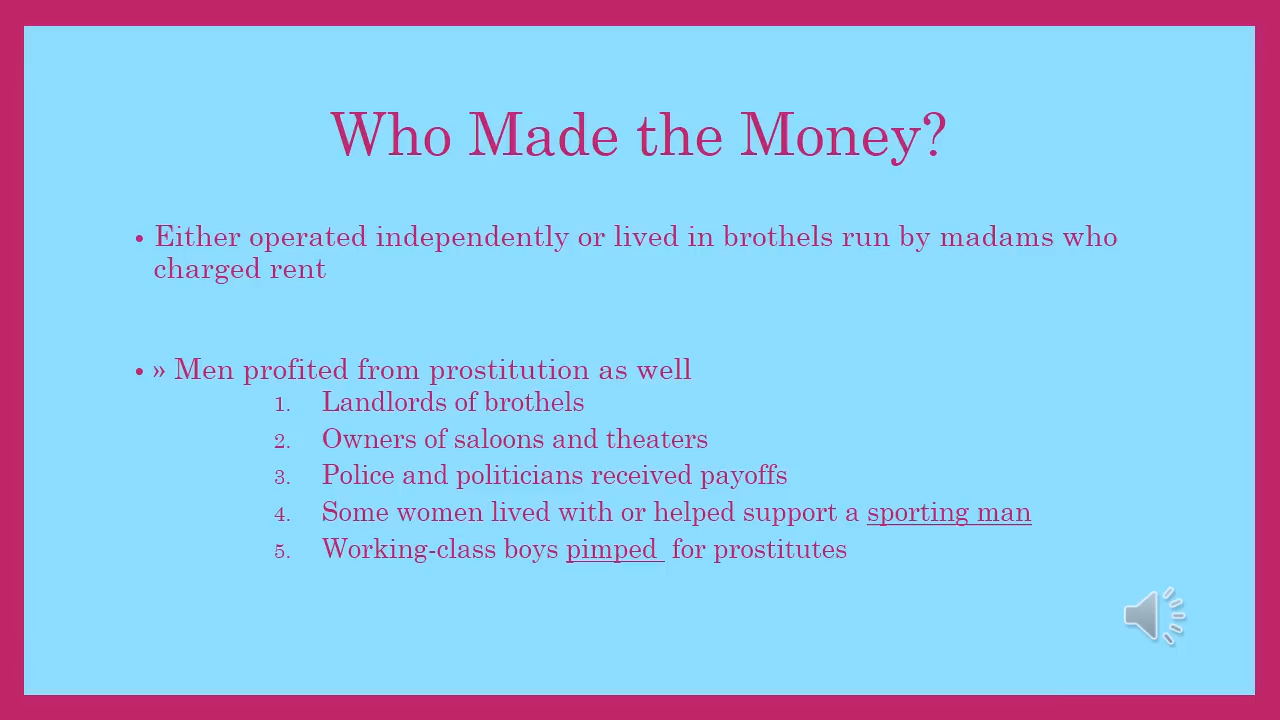 Who Made the Money?
• Either operated independently or lived in brothels run by madams who
charged rent
• » Men profited from prostitution as well
1. Landlords of brothels
2. Owners of saloons and theaters
3. Police and politicians received payoffs
4. Some women lived with or helped support a sporting man
5. Working-class boys pimped for prostitutes